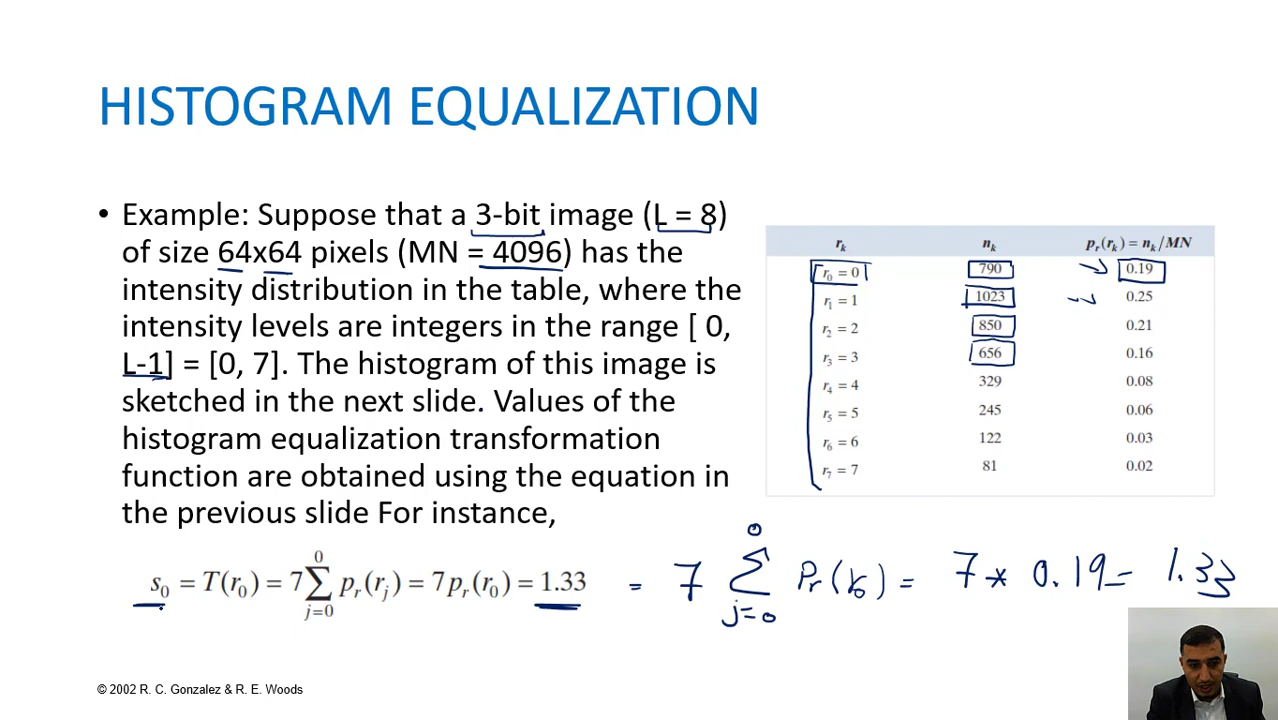 HISTOGRAM EQUALIZATION
• Example: Suppose that a 3-bit image (L = 8)
of size 64x64 pixels (MN = 4096) has the
intensity distribution in the table, where the
intensity levels are integers in the range [ 0,
L-1] = [0, 7]. The histogram of this image is
sketched in the next slide. Values of the
histogram equalization transformation
function are obtained using the equation in
the previous slide For instance,
r_k n_k p_r(r_k) = n_k/MN
r_0 = 0 790 0.19
r_1 = 1 1023 0.25
r_2 = 2 850 0.21
r_3 = 3 656 0.16
r_4 = 4 329 0.08
r_5 = 5 245 0.06
r_6 = 6 122 0.03
r_7 = 7 81 0.02
s_0 = T(r_0) = 7 ∑_{j=0}^{0} p_r(r_j) = 7p_r(r_0) = 1.33 = 7 ∑_{j=0}^{0} P_r(r_0) = 7 * 0.19 = 1.33
© 2002 R. C. Gonzalez & R. E. Woods